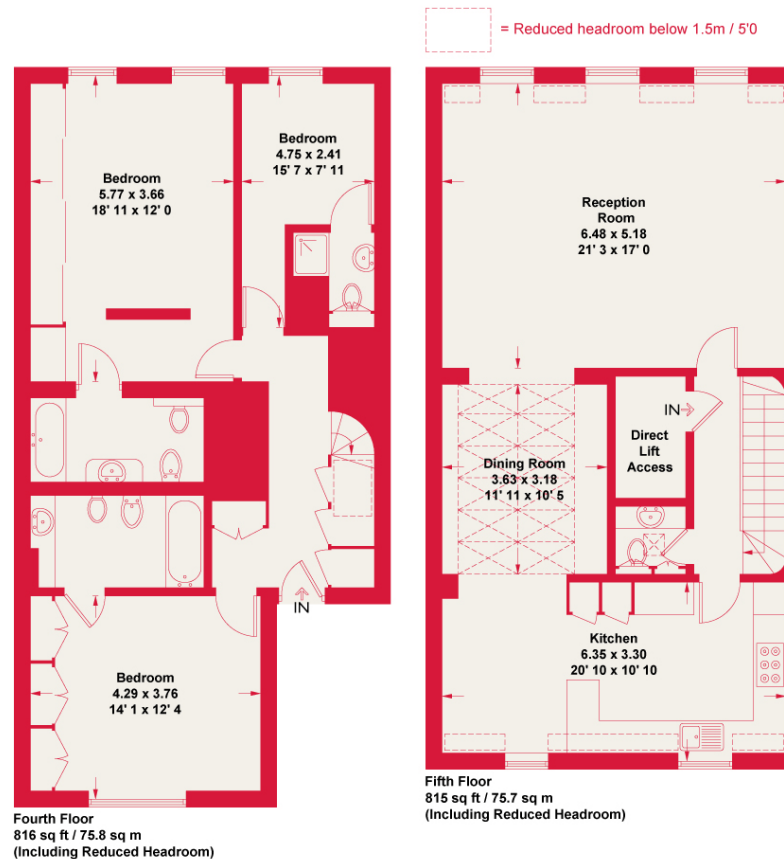 = Reduced headroom below 1.5m / 5'0
Bedroom
5.77 x 3.66
18' 11 x 12' 0
Bedroom
4.75 x 2.41
15' 7 x 7' 11
Reception
Room
6.48 x 5.18
21' 3 x 17' 0
IN
Direct
Lift
Access
Dining Room
3.63 x 3.18
11' 11 x 10' 5
IN
Kitchen
6.35 x 3.30
20' 10 x 10' 10
Bedroom
4.29 x 3.76
14' 1 x 12' 4
Fourth Floor
816 sq ft / 75.8 sq m
(Including Reduced Headroom)
Fifth Floor
815 sq ft / 75.7 sq m
(Including Reduced Headroom)